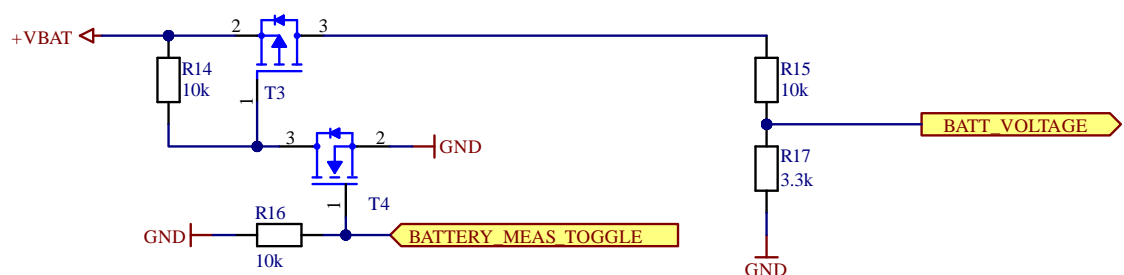 +VBAT
2
3
R14
10k
1
T3
R15
10k
BATT_VOLTAGE
3
2
GND
R17
3.3k
1
T4
R16
10k
GND
BATTERY_MEAS_TOGGLE
GND